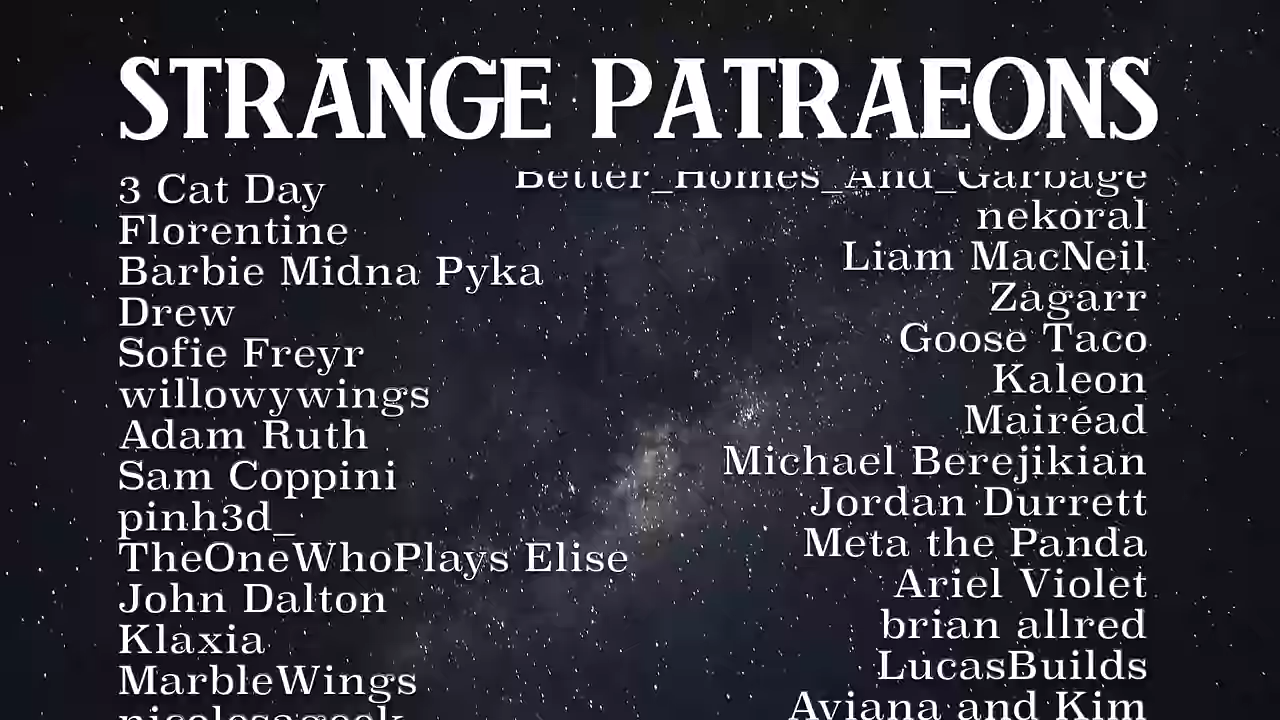 STRANGE PATRAEONS
3 Cat Day
Florentine
Barbie Midna Pyka
Drew
Sofie Freyr
willowywings
Adam Ruth
Sam Coppini
pinh3d_
TheOneWhoPlays Elise
John Dalton
Klaxia
MarbleWings
nicolesageek
Better_Homes_And_Garbage
nekoral
Liam MacNeil
Zagarr
Goose Taco
Kaleon
Mairéad
Michael Berejikian
Jordan Durrett
Meta the Panda
Ariel Violet
brian allred
LucasBuilds
Aviana and Kim